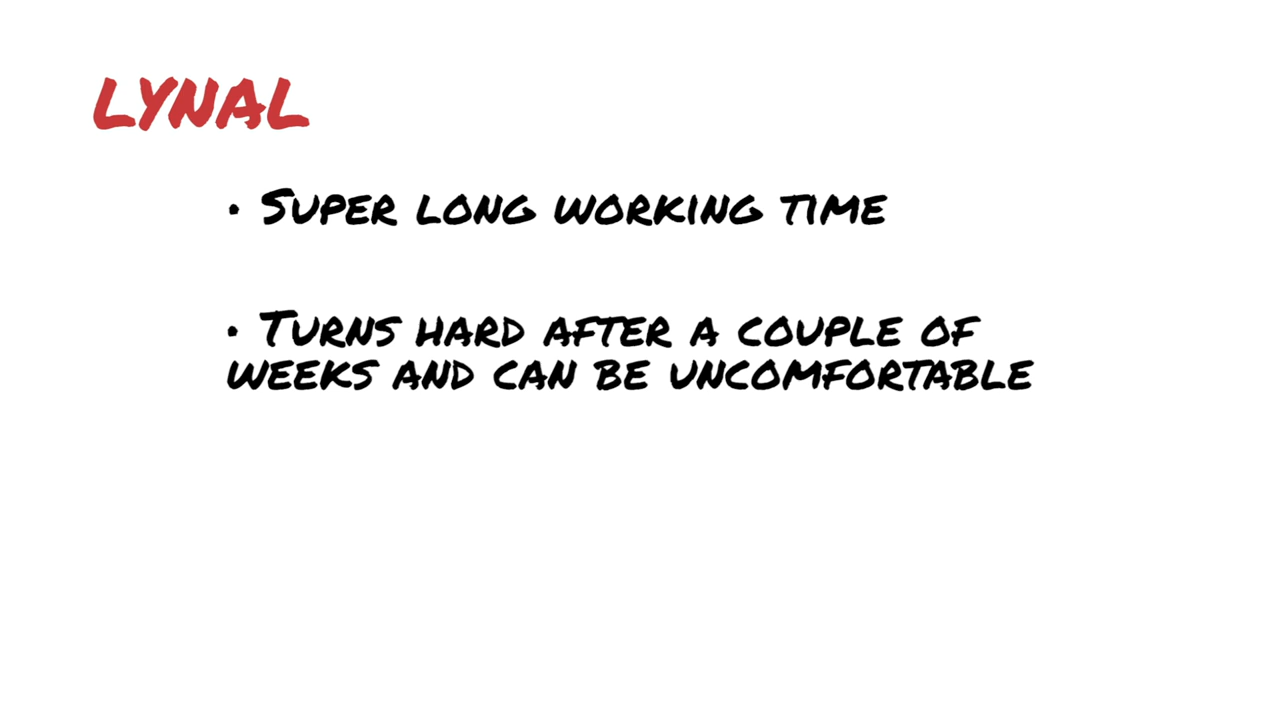 LYNAL
• SUPER LONG WORKING TIME
• TURNS HARD AFTER A COUPLE OF
WEEKS AND CAN BE UNCOMFORTABLE